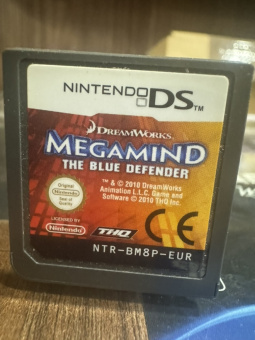 NINTENDO DS™
DREAMWORKS
MEGAMIND
THE BLUE DEFENDER
™ & © 2010 DreamWorks
Animation L.L.C. Game and
Software © 2010 THQ Inc.
Original
Nintendo
Seal of
Quality
LICENSED BY
Nintendo
THQ
CE
NTR-BM8P-EUR